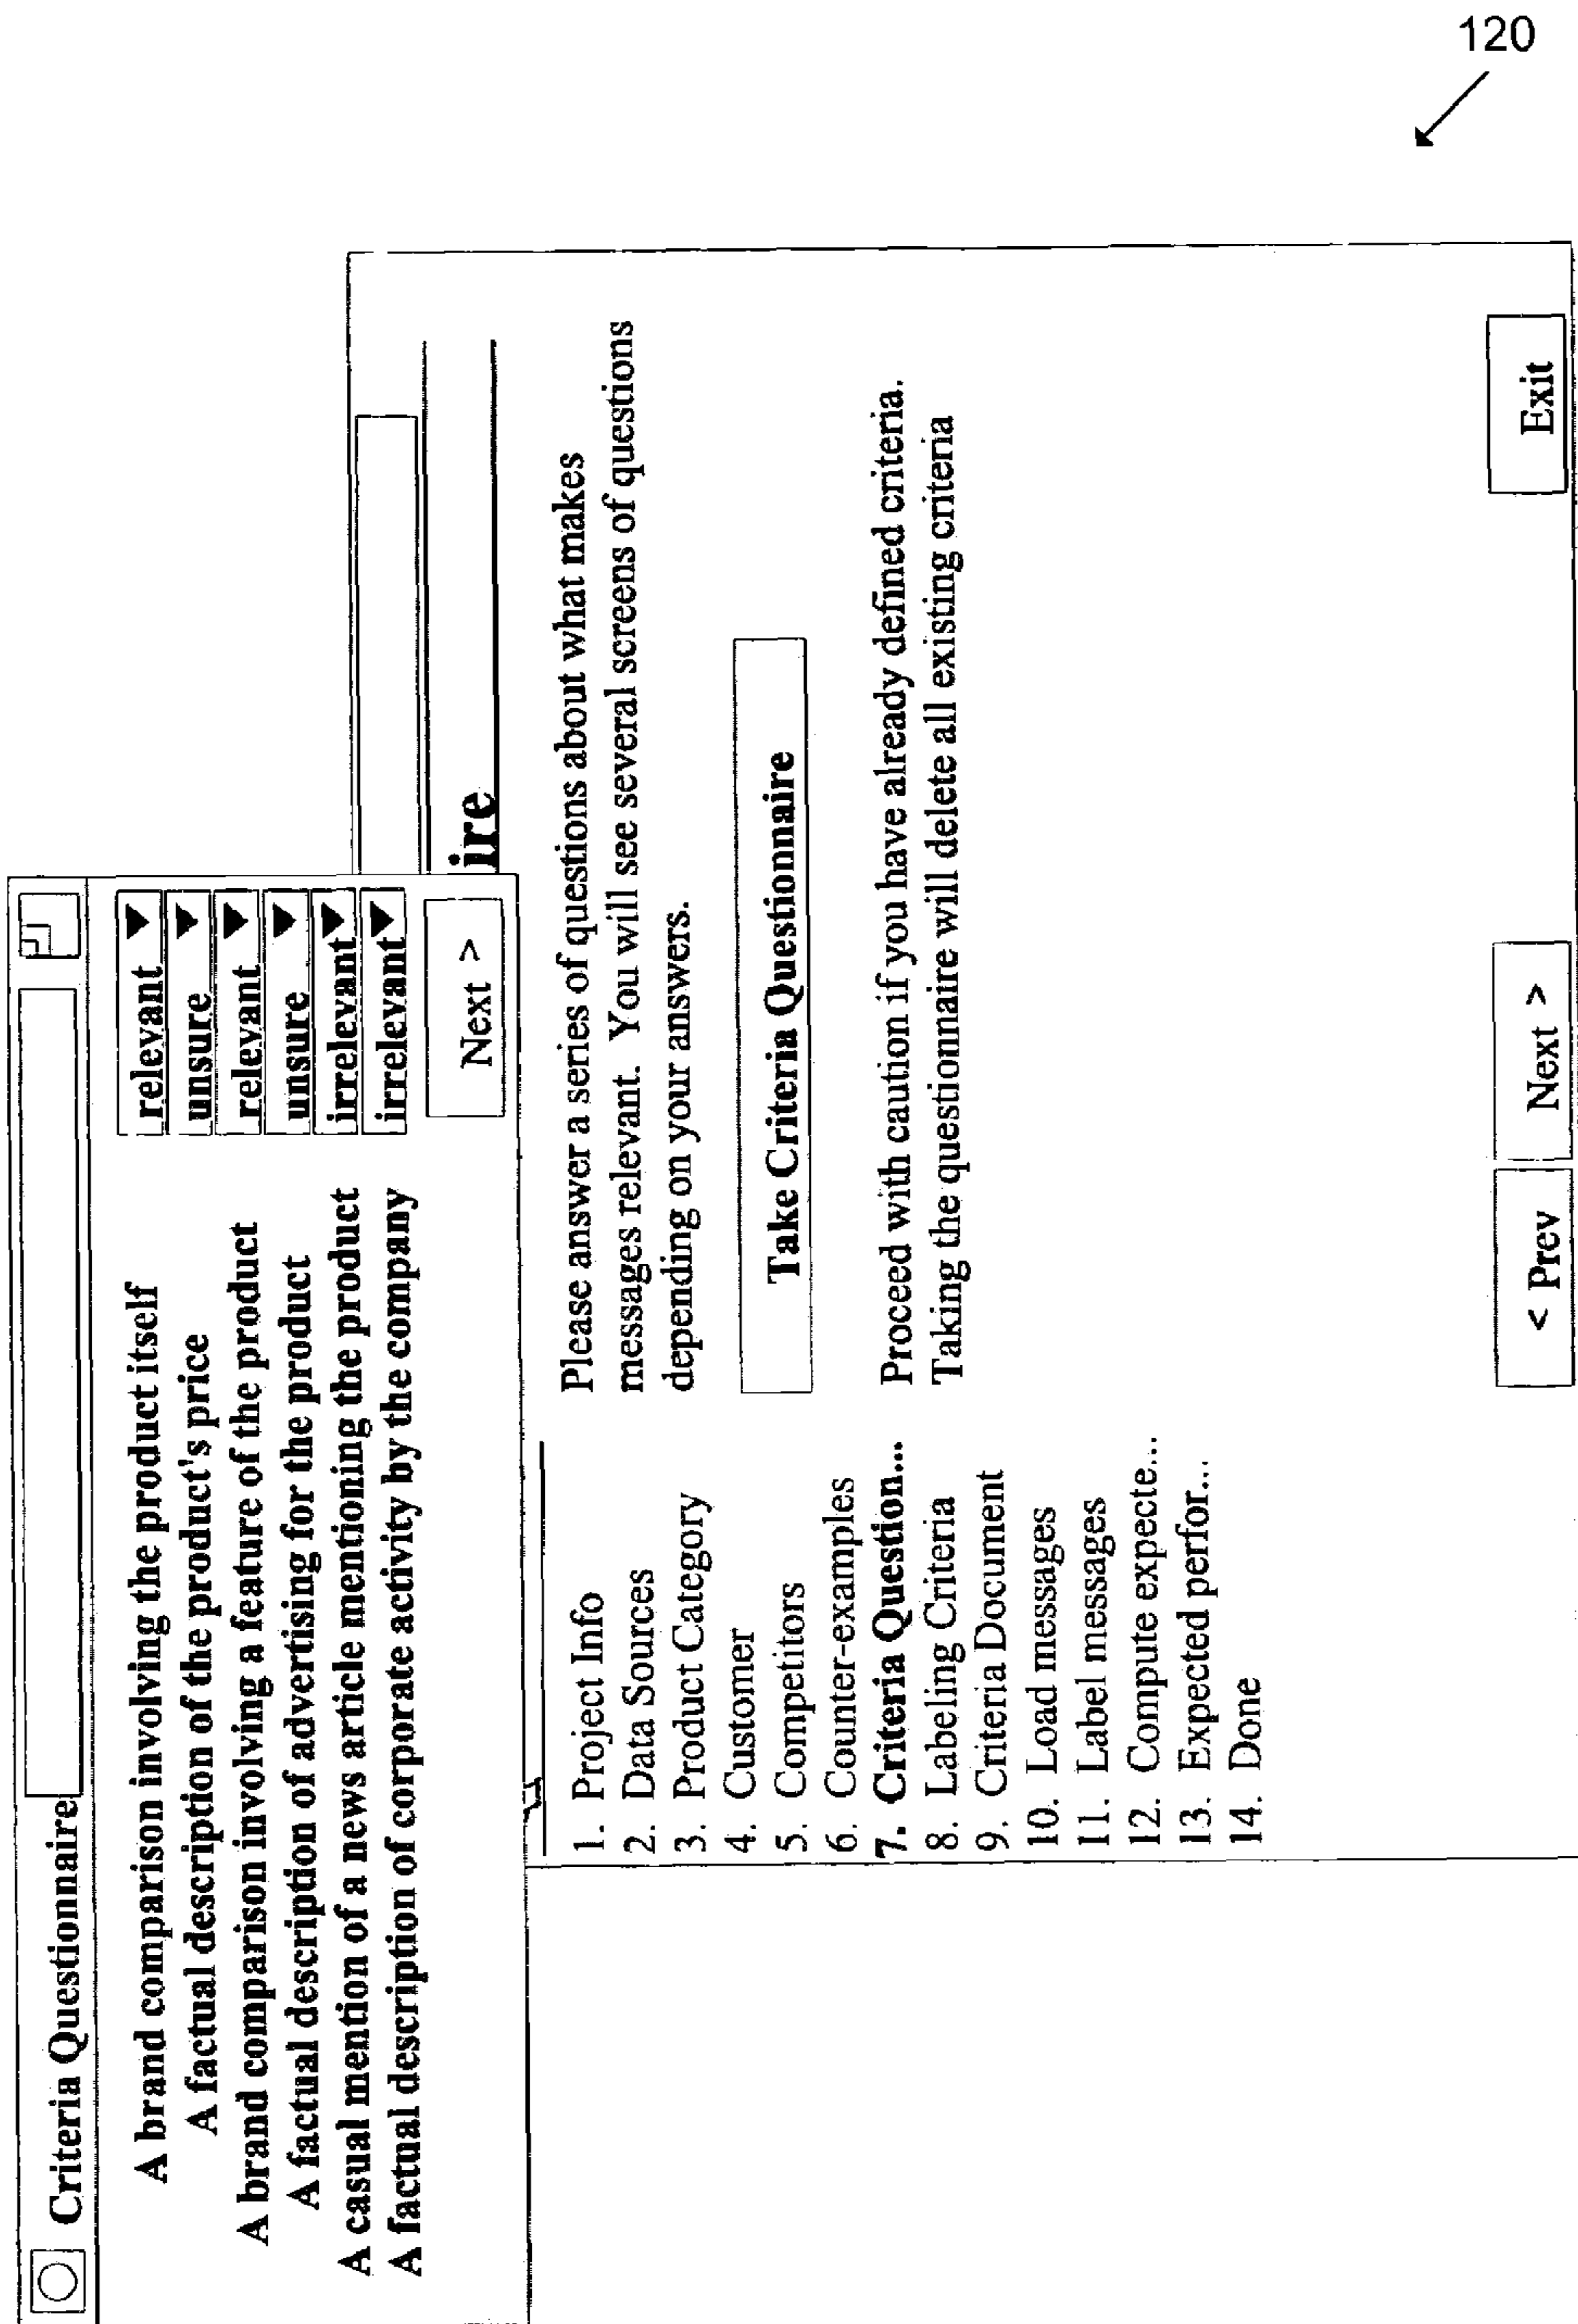 120
Criteria Questionnaire
A brand comparison involving the product itself relevant ▼
A factual description of the product's price unsure ▼
A brand comparison involving a feature of the product relevant ▼
A factual description of advertising for the product unsure ▼
A casual mention of a news article mentioning the product irrelevant ▼
A factual description of corporate activity by the company irrelevant ▼
Next >
ire
1. Project Info
2. Data Sources
3. Product Category
4. Customer
5. Competitors
6. Counter-examples
7. Criteria Question...
8. Labeling Criteria
9. Criteria Document
10. Load messages
11. Label messages
12. Compute expecte...
13. Expected perfor...
14. Done
Please answer a series of questions about what makes
messages relevant. You will see several screens of questions
depending on your answers.
Take Criteria Questionnaire
Proceed with caution if you have already defined criteria.
Taking the questionnaire will delete all existing criteria
< Prev
Next >
Exit